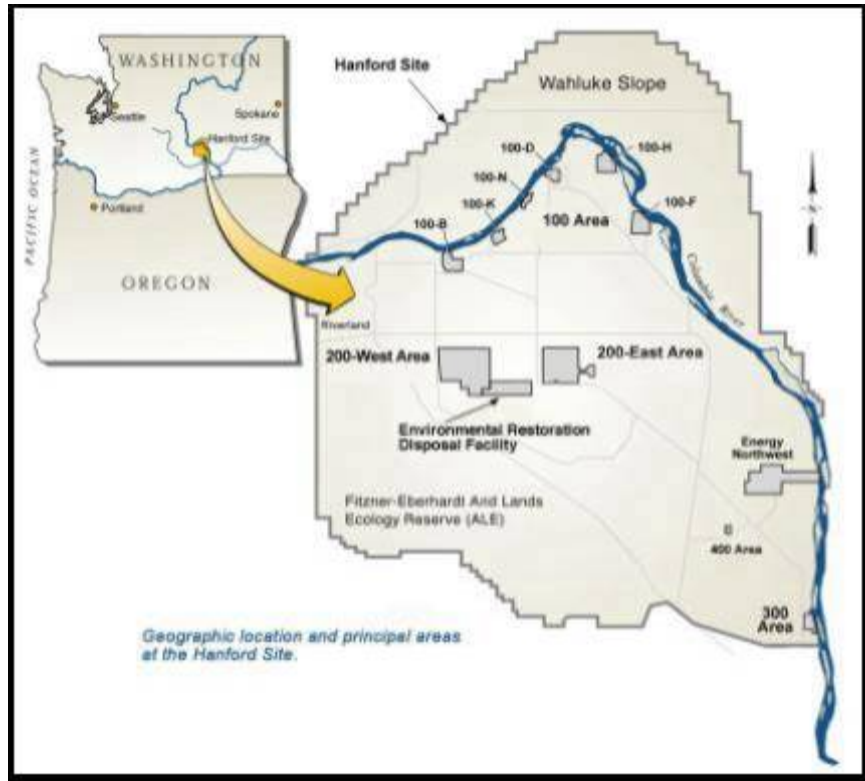 WASHINGTON
Seattle
Spokane
Hanford Site
PACIFIC OCEAN
Portland
OREGON
Hanford Site
Wahluke Slope
100-D
100-H
100-N
100-K
100-B
100 Area
100-F
Columbia River
Riverland
200-West Area
200-East Area
Environmental Restoration
Disposal Facility
Energy
Northwest
Fitzner-Eberhardt Arid Lands
Ecology Reserve (ALE)
400 Area
300
Area
Geographic location and principal areas
at the Hanford Site.